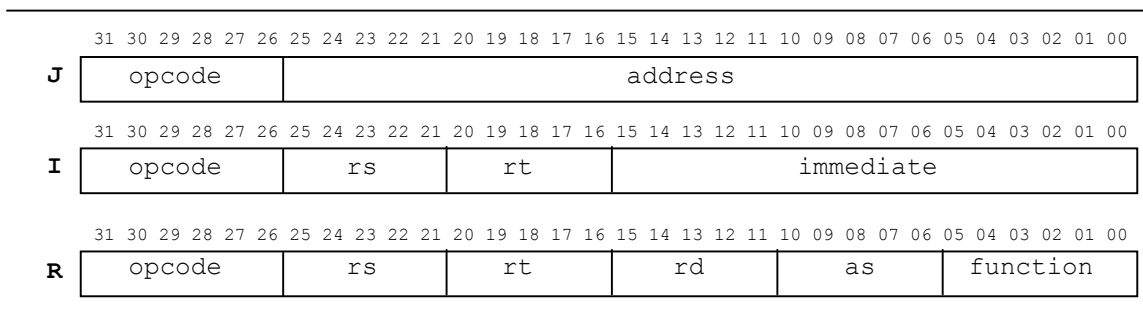 31 30 29 28 27 26 25 24 23 22 21 20 19 18 17 16 15 14 13 12 11 10 09 08 07 06 05 04 03 02 01 00
J opcode address
31 30 29 28 27 26 25 24 23 22 21 20 19 18 17 16 15 14 13 12 11 10 09 08 07 06 05 04 03 02 01 00
I opcode rs rt immediate
31 30 29 28 27 26 25 24 23 22 21 20 19 18 17 16 15 14 13 12 11 10 09 08 07 06 05 04 03 02 01 00
R opcode rs rt rd as function